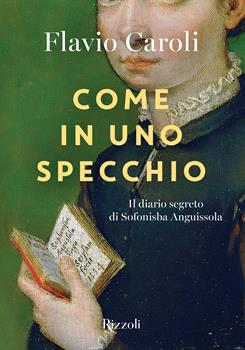 Flavio Caroli
COME
IN UNO
SPECCHIO
Il diario segreto
di Sofonisba Anguissola
Rizzoli